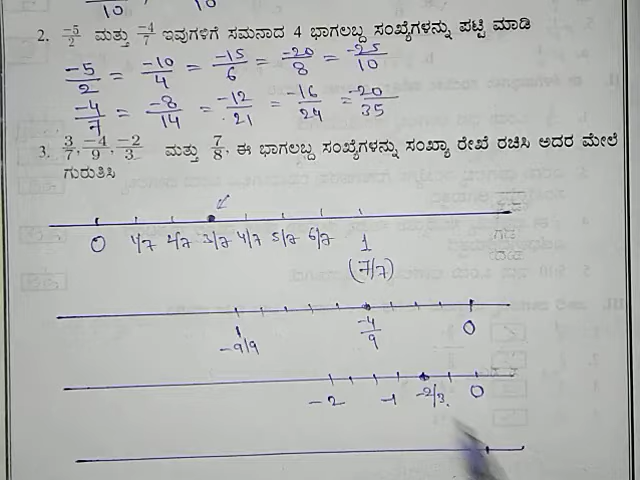 10 10
2. -5/2 ಮತ್ತು -4/7 ಇವುಗಳಿಗೆ ಸಮನಾದ 4 ಭಾಗಲಬ್ದ ಸಂಖ್ಯೆಗಳನ್ನು ಪಟ್ಟಿ ಮಾಡಿ
-5/2 = -10/4 = -15/6 = -20/8 = -25/10
-4/7 = -8/14 = -12/21 = -16/24 = -20/35
3. 3/7, -4/9, -2/3 ಮತ್ತು 7/8, ಈ ಭಾಗಲಬ್ದ ಸಂಖ್ಯೆಗಳನ್ನು ಸಂಖ್ಯಾ ರೇಖೆ ರಚಿಸಿ ಅದರ ಮೇಲೆ
ಗುರುತಿಸಿ
0 1/7 2/7 3/7 4/7 5/7 6/7 1
(7/7)
-9/9 -4/9 0
-2 -1 -2/3 0